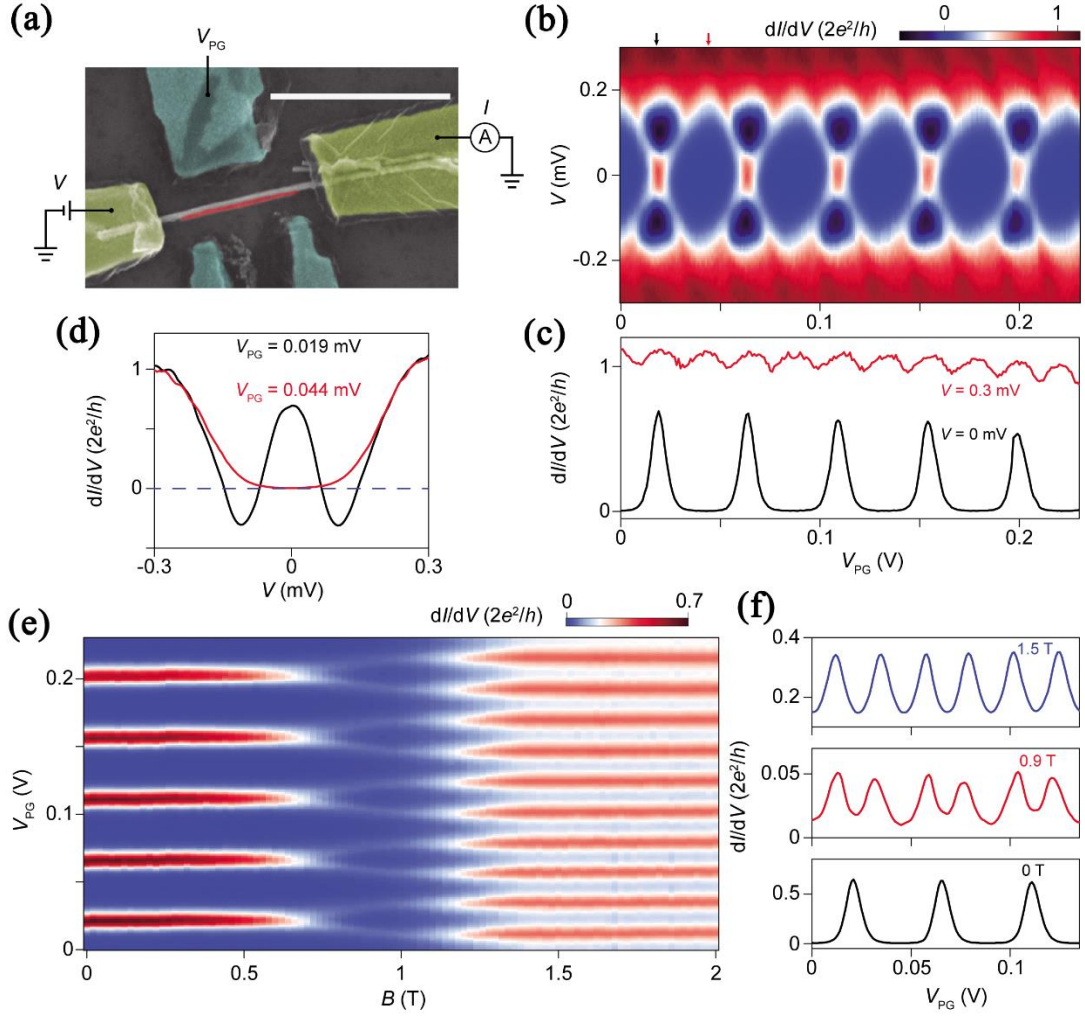 (a)
V_PG
I
A
V
(b)
dI/dV (2e²/h)
0
1
0.2
0
-0.2
V (mV)
0
0.1
0.2
(c)
1
0
dI/dV (2e²/h)
V = 0.3 mV
V = 0 mV
0
0.1
0.2
V_PG (V)
(d)
V_PG = 0.019 mV
V_PG = 0.044 mV
1
0
dI/dV (2e²/h)
-0.3
0
0.3
V (mV)
(e)
dI/dV (2e²/h)
0
0.7
0.2
0.1
0
V_PG (V)
0
0.5
1
1.5
2
B (T)
(f)
0.4
0.2
1.5 T
0.05
0
0.9 T
dI/dV (2e²/h)
0.5
0
0 T
0
0.05
0.1
V_PG (V)